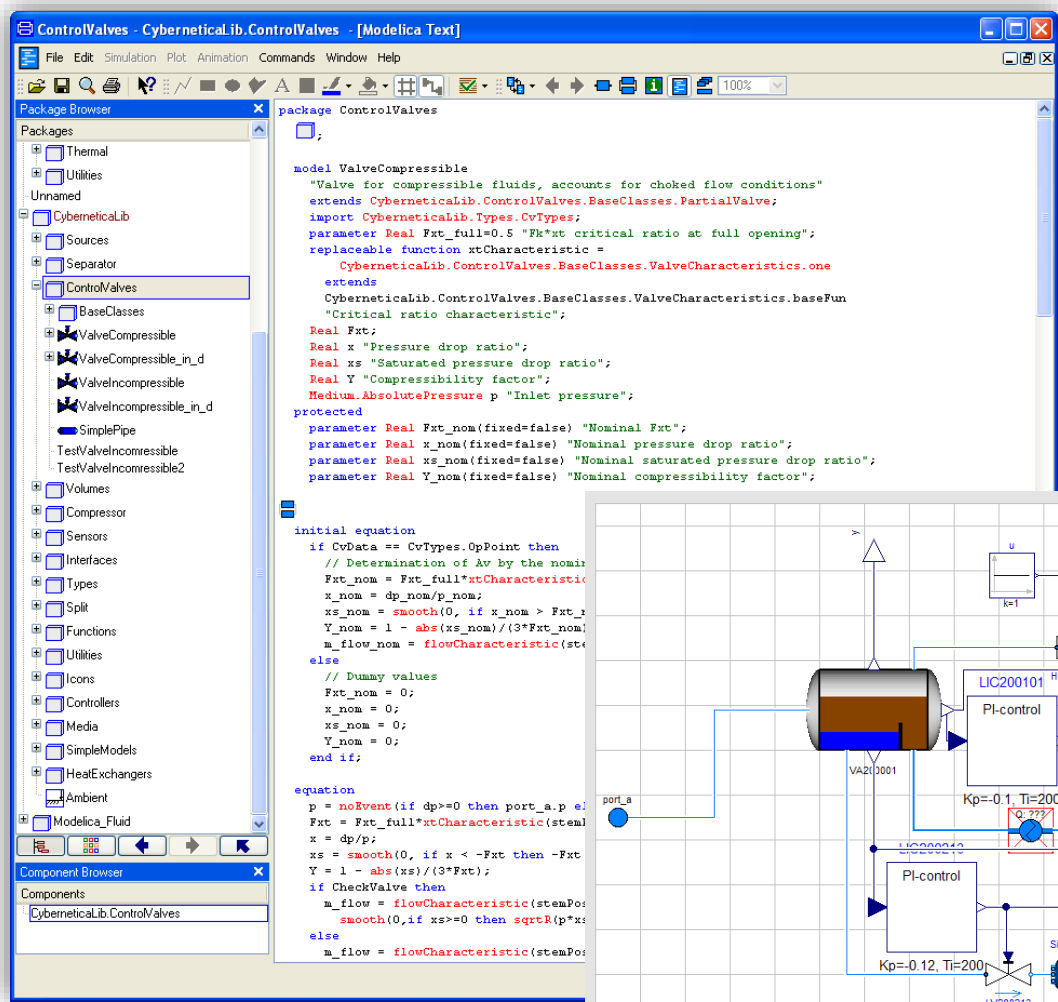 ControlValves - CyberneticaLib.ControlValves - [Modelica Text]
File Edit Simulation Plot Animation Commands Window Help
100%
Package Browser
Packages
Thermal
Utilities
Unnamed
CyberneticaLib
Sources
Separator
ControlValves
BaseClasses
ValveCompressible
ValveCompressible_in_d
ValveIncompressible
ValveIncompressible_in_d
SimplePipe
TestValveIncomressible
TestValveIncomressible2
Volumes
Compressor
Sensors
Interfaces
Types
Split
Functions
Utilities
Icons
Controllers
Media
SimpleModels
HeatExchangers
Ambient
Modelica_Fluid
Component Browser
Components
CyberneticaLib.ControlValves
package ControlValves
;
model ValveCompressible
"Valve for compressible fluids, accounts for choked flow conditions"
extends CyberneticaLib.ControlValves.BaseClasses.PartialValve;
import CyberneticaLib.Types.CvTypes;
parameter Real Fxt_full=0.5 "Fk*xt critical ratio at full opening";
replaceable function xtCharacteristic =
CyberneticaLib.ControlValves.BaseClasses.ValveCharacteristics.one
extends
CyberneticaLib.ControlValves.BaseClasses.ValveCharacteristics.baseFun
"Critical ratio characteristic";
Real Fxt;
Real x "Pressure drop ratio";
Real xs "Saturated pressure drop ratio";
Real Y "Compressibility factor";
Medium.AbsolutePressure p "Inlet pressure";
protected
parameter Real Fxt_nom(fixed=false) "Nominal Fxt";
parameter Real x_nom(fixed=false) "Nominal pressure drop ratio";
parameter Real xs_nom(fixed=false) "Nominal saturated pressure drop ratio";
parameter Real Y_nom(fixed=false) "Nominal compressibility factor";
initial equation
if CvData == CvTypes.OpPoint then
// Determination of Av by the nomin
Fxt_nom = Fxt_full*xtCharacteristic
x_nom = dp_nom/p_nom;
xs_nom = smooth(0, if x_nom > Fxt_n
Y_nom = 1 - abs(xs_nom)/(3*Fxt_nom)
m_flow_nom = flowCharacteristic(ste
else
// Dummy values
Fxt_nom = 0;
x_nom = 0;
xs_nom = 0;
Y_nom = 0;
end if;
equation
p = noEvent(if dp>=0 then port_a.p el
Fxt = Fxt_full*xtCharacteristic(stemP
x = dp/p;
xs = smooth(0, if x < -Fxt then -Fxt
Y = 1 - abs(xs)/(3*Fxt);
if CheckValve then
m_flow = flowCharacteristic(stemPos
smooth(0,if xs>=0 then sqrtR(p*xs
else
m_flow = flowCharacteristic(stemPos
y
u
k=1
LIC200101
H
PI-control
Kp=-0.1, Ti=200
port_a
Q: ???
LIC200213
PI-control
Kp=-0.12, Ti=200
LV200213